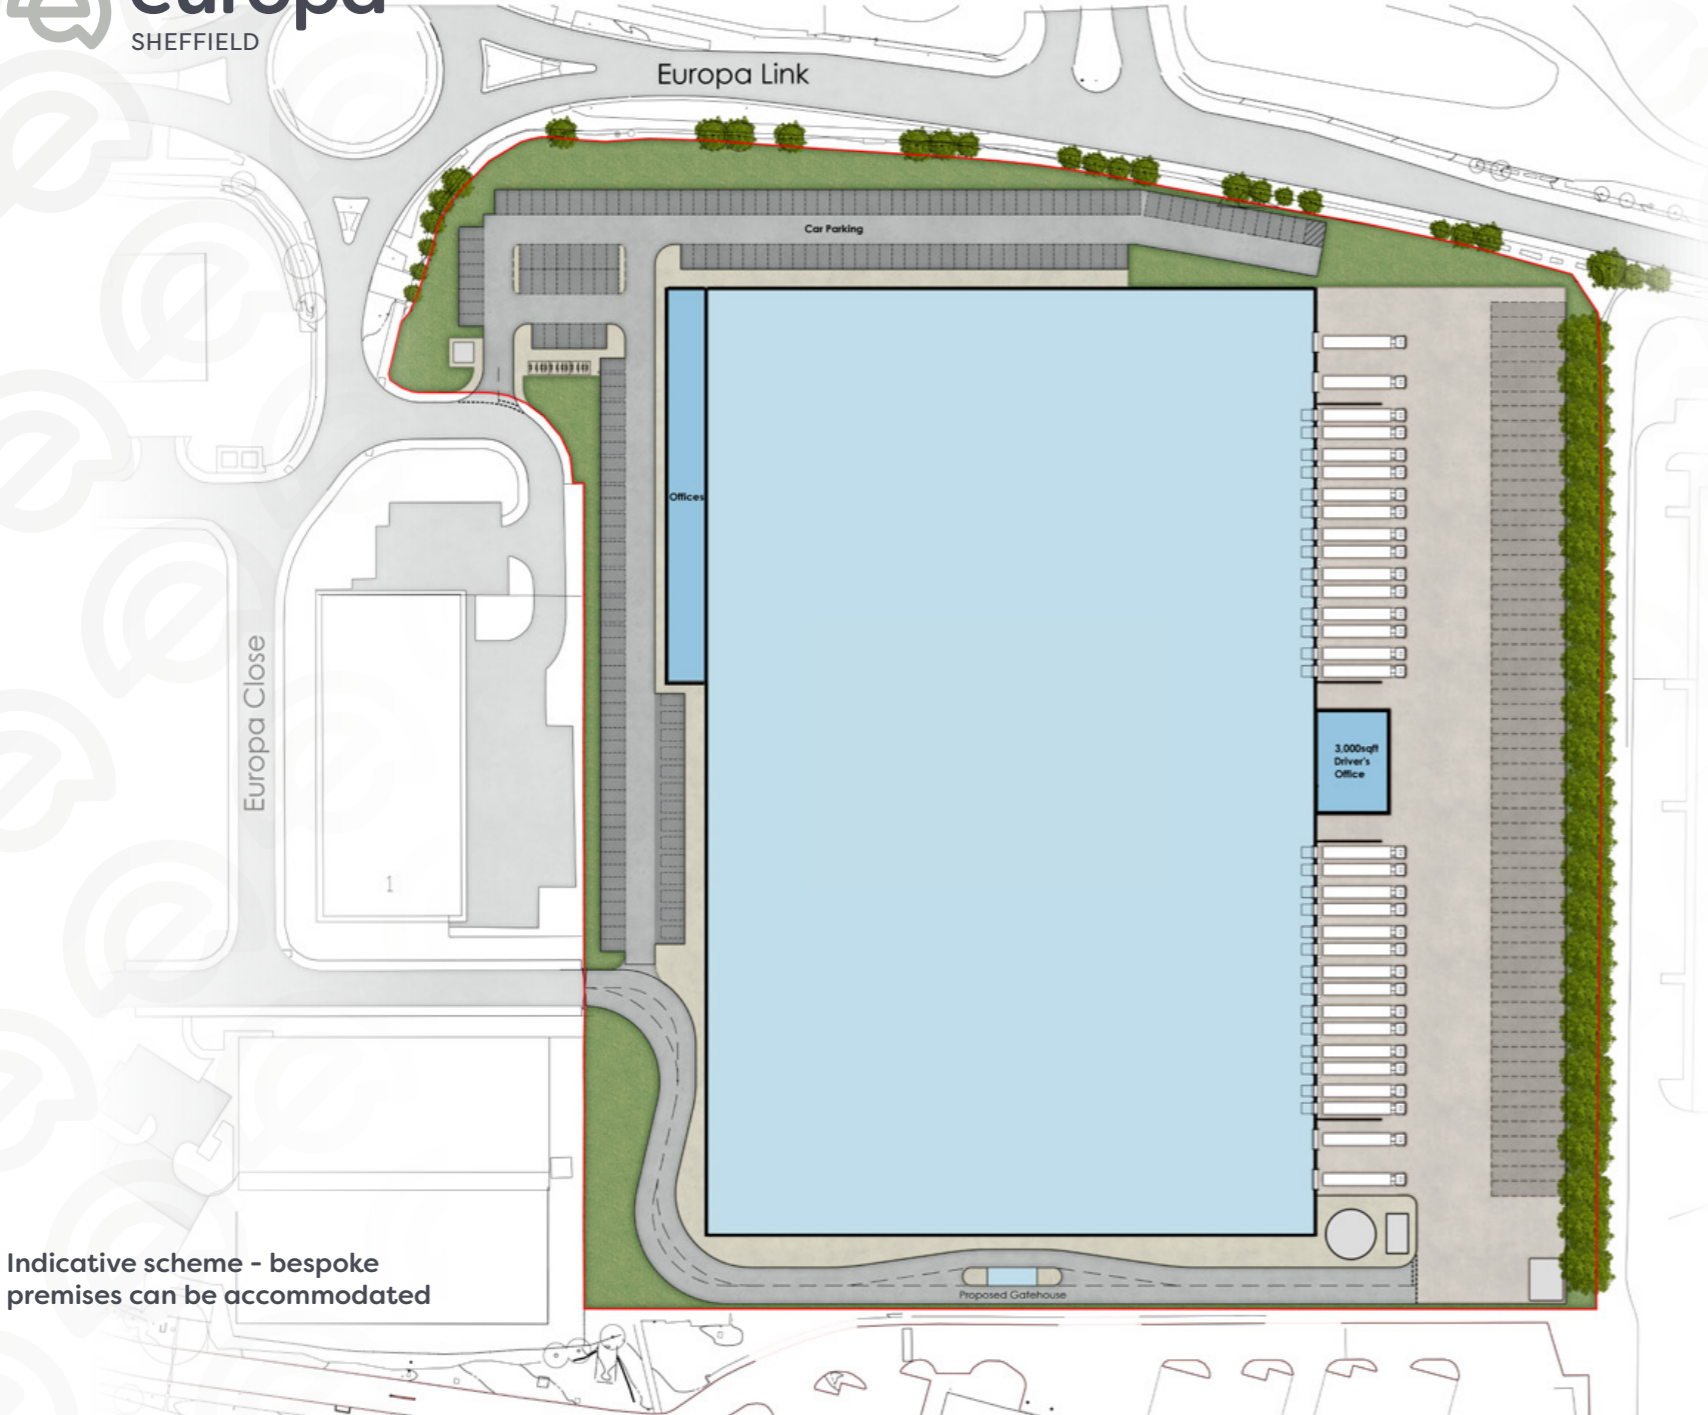 europa
SHEFFIELD
Europa Link
Car Parking
Offices
3,000sqft
Driver's
Office
Europa Close
1
Indicative scheme - bespoke
premises can be accommodated
Proposed Gatehouse